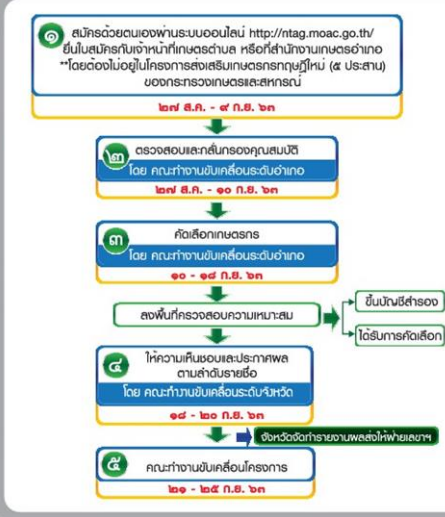 ๑ สมัครด้วยตนเองผ่านระบบออนไลน์ http://ntag.moac.go.th/
ยื่นใบสมัครกับเจ้าหน้าที่เกษตรตำบล หรือที่สำนักงานเกษตรอำเภอ
**โดยต้องไม่อยู่ในโครงการส่งเสริมเกษตรกรทฤษฎีใหม่ (๕ ประสาน)
ของกระทรวงเกษตรและสหกรณ์
๒๗ ส.ค. - ๙ ก.ย. ๖๓
๒ ตรวจสอบและกลั่นกรองคุณสมบัติ
โดย คณะทำงานขับเคลื่อนระดับอำเภอ
๒๗ ส.ค. - ๑๐ ก.ย. ๖๓
๓ คัดเลือกเกษตรกร
โดย คณะทำงานขับเคลื่อนระดับอำเภอ
๑๐ - ๑๘ ก.ย. ๖๓
ลงพื้นที่ตรวจสอบความเหมาะสม
ขึ้นบัญชีสำรอง
ได้รับการคัดเลือก
๔ ให้ความเห็นชอบและประกาศผล
ตามลำดับรายชื่อ
โดย คณะทำงานขับเคลื่อนระดับจังหวัด
๑๘ - ๒๐ ก.ย. ๖๓
จังหวัดจัดทำรายงานผลส่งให้ฝ่ายเลขาฯ
๕ คณะทำงานขับเคลื่อนโครงการ
๒๑ - ๒๕ ก.ย. ๖๓